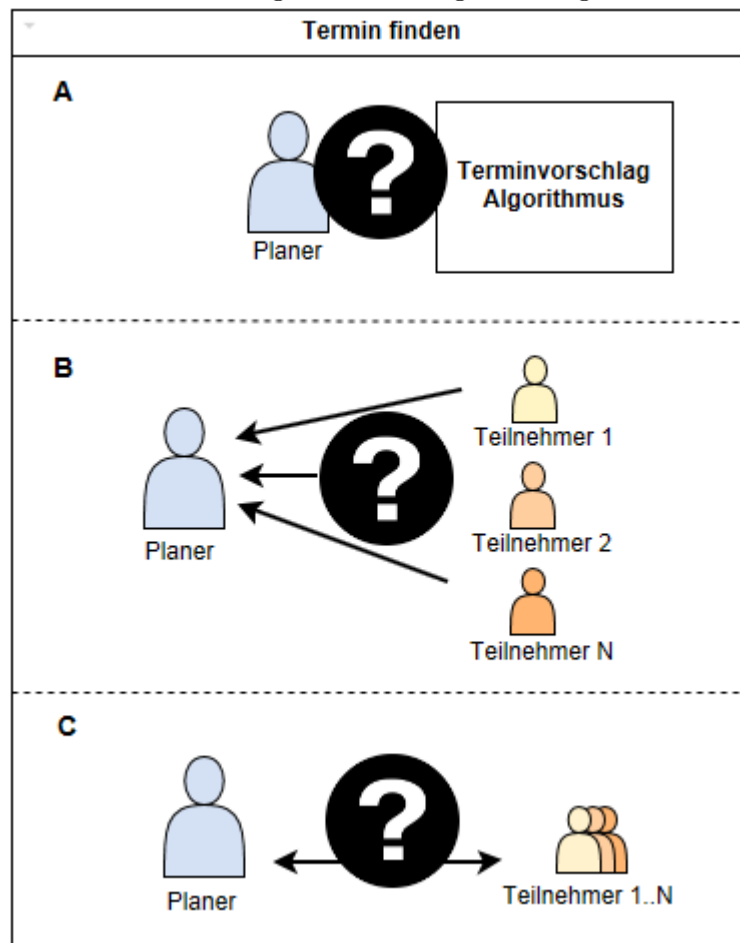 Termin finden
A
?
Terminvorschlag
Algorithmus
Planer
B
?
Teilnehmer 1
Planer
Teilnehmer 2
Teilnehmer N
C
?
Planer
Teilnehmer 1..N